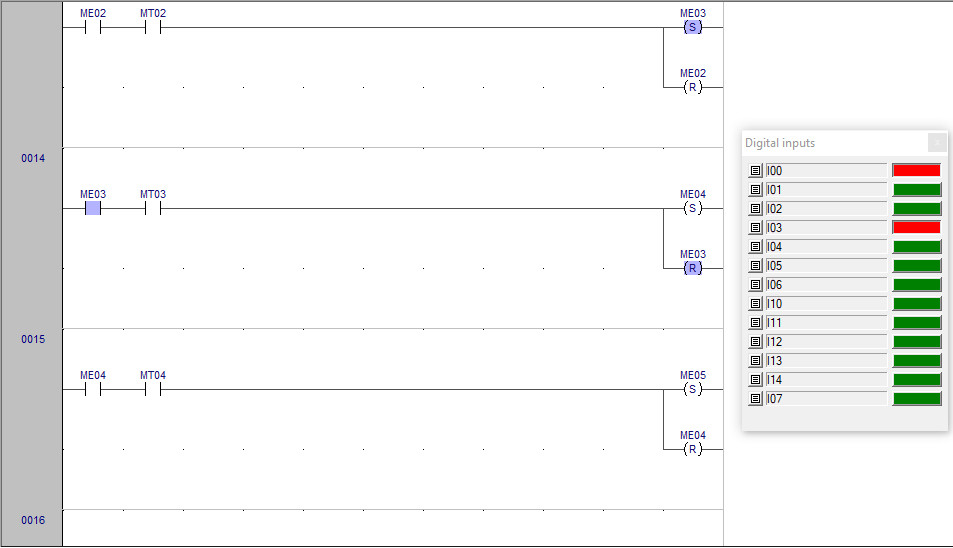 ME02 MT02 ME03
S
ME02
R
0014
ME03 MT03 ME04
S
ME03
R
0015
ME04 MT04 ME05
S
ME04
R
0016
Digital inputs
I00
I01
I02
I03
I04
I05
I06
I10
I11
I12
I13
I14
I07